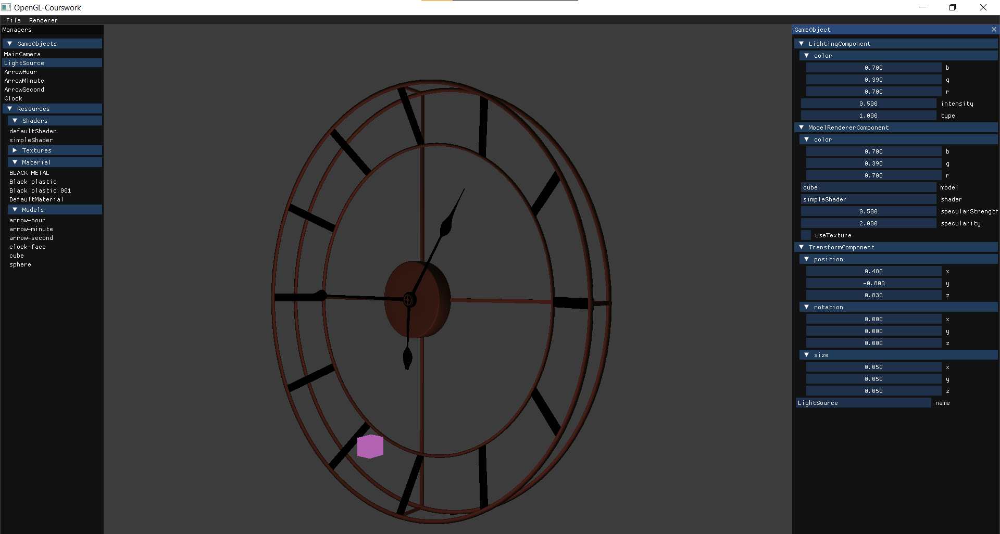 OpenGL-Courswork
File Renderer
Managers
GameObjects
MainCamera
LightSource
ArrowHour
ArrowMinute
ArrowSecond
Clock
Resources
Shaders
defaultShader
simpleShader
Textures
Material
BLACK METAL
Black plastic
Black plastic.001
DefaultMaterial
Models
arrow-hour
arrow-minute
arrow-second
clock-face
cube
sphere
GameObject
LightingComponent
color
0.700 b
0.390 g
0.700 r
0.500 intensity
1.000 type
ModelRendererComponent
color
0.700 b
0.390 g
0.700 r
cube model
simpleShader shader
0.500 specularStrength
2.000 specularity
useTexture
TransformComponent
position
0.480 x
-0.800 y
0.830 z
rotation
0.000 x
0.000 y
0.000 z
size
0.050 x
0.050 y
0.050 z
LightSource name